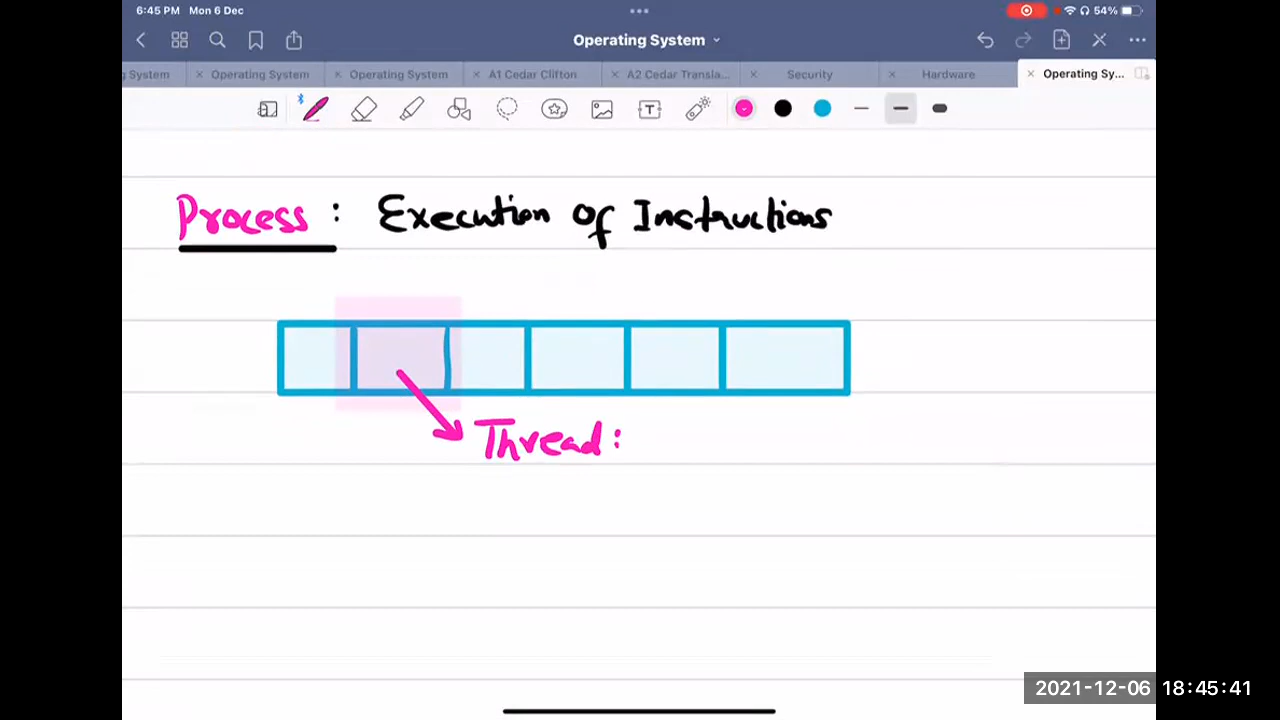 6:45 PM Mon 6 Dec
54%
Operating System
g System
Operating System
Operating System
A1 Cedar Clifton
A2 Cedar Transla...
Security
Hardware
Operating Sy...
Process : Execution of Instructions
Thread :
2021-12-06 18:45:41